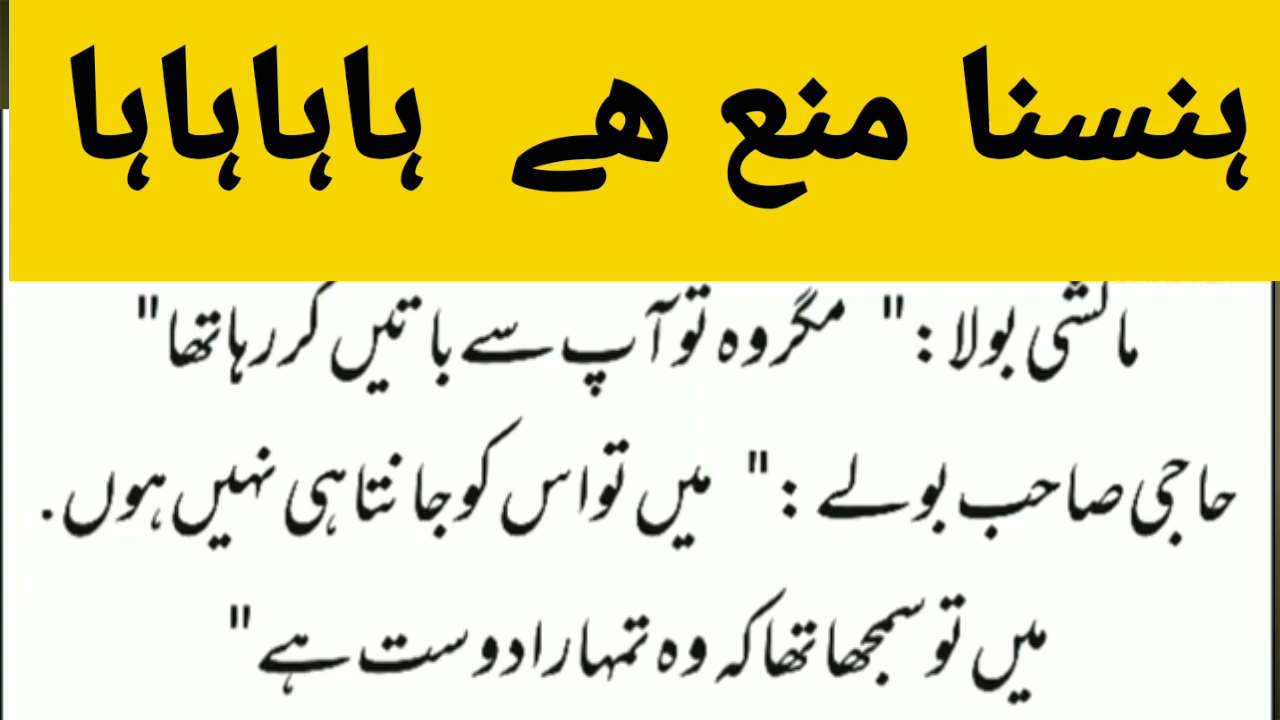 ہنسنا منع ھے ہاہاہاہا
مالشی بولا : " مگر وہ تو آپ سے باتیں کر رہا تھا "
حاجی صاحب بولے : " میں تو اس کو جانتا ہی نہیں ہوں .
میں تو سمجھا تھا کہ وہ تمہارا دوست ہے "